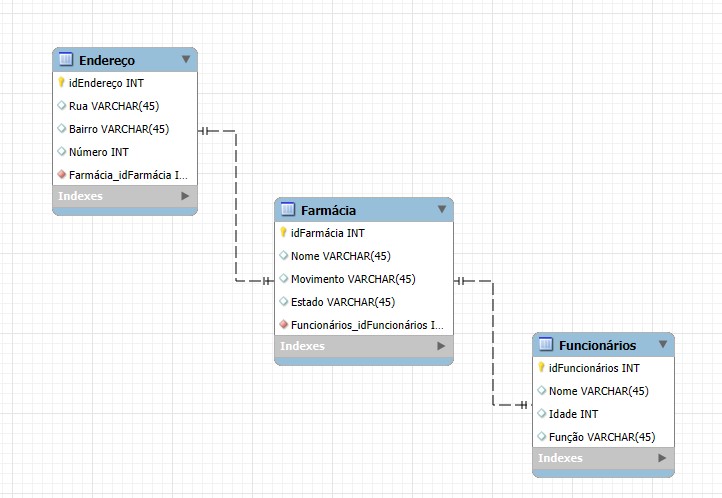 Endereço
idEndereço INT
Rua VARCHAR(45)
Bairro VARCHAR(45)
Número INT
Farmácia_idFarmácia I...
Indexes
Farmácia
idFarmácia INT
Nome VARCHAR(45)
Movimento VARCHAR(45)
Estado VARCHAR(45)
Funcionários_idFuncionários I...
Indexes
Funcionários
idFuncionários INT
Nome VARCHAR(45)
Idade INT
Função VARCHAR(45)
Indexes